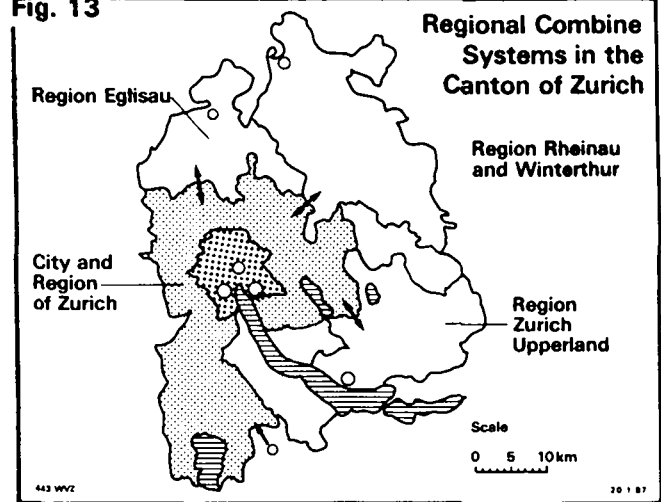 Fig. 13
Regional Combine
Systems in the
Canton of Zurich
Region Eglisau
Region Rheinau
and Winterthur
City and
Region
of Zurich
Region
Zurich
Upperland
Scale
0 5 10km
443 WVZ
20 1 87